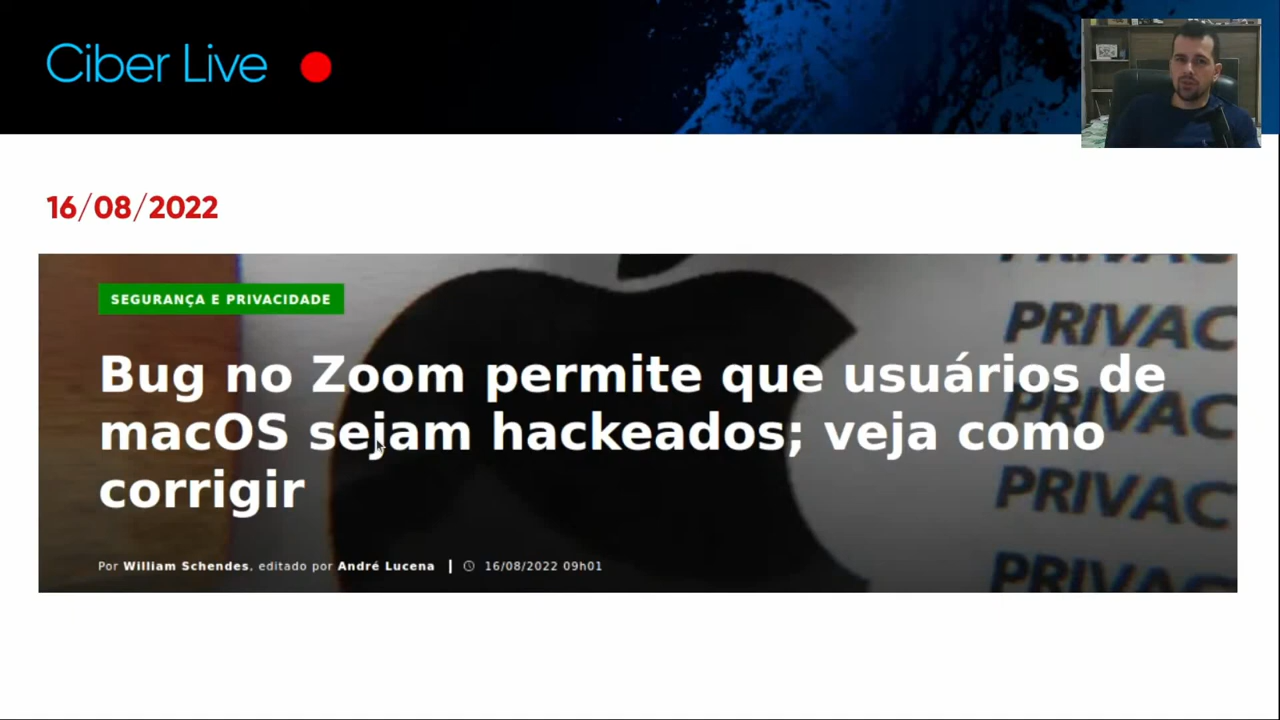 Ciber Live
16/08/2022
SEGURANÇA E PRIVACIDADE
Bug no Zoom permite que usuários de
macOS sejam hackeados; veja como
corrigir
Por William Schendes, editado por André Lucena | 16/08/2022 09h01
PRIVAC
PRIVAC
PRIVAC
PRIVAC